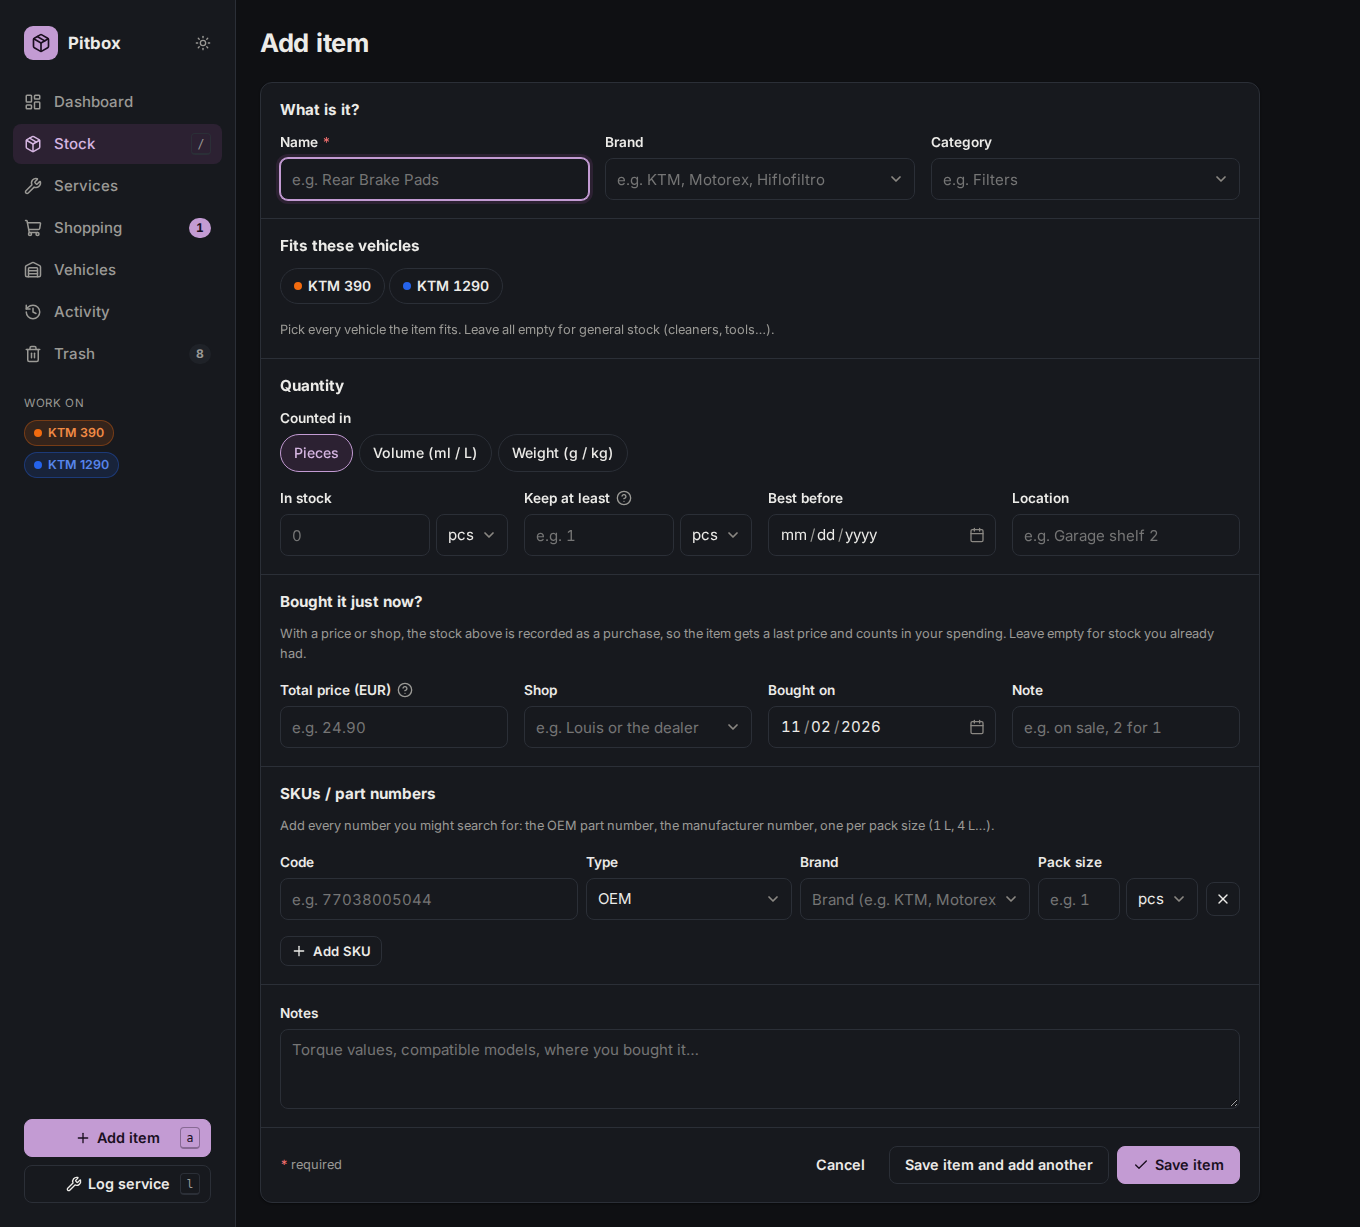 Pitbox
Dashboard
Stock /
Services
Shopping 1
Vehicles
Activity
Trash 8
WORK ON
KTM 390
KTM 1290
+ Add item a
Log service l
Add item
What is it?
Name * Brand Category
e.g. Rear Brake Pads e.g. KTM, Motorex, Hiflofiltro e.g. Filters
Fits these vehicles
KTM 390 KTM 1290
Pick every vehicle the item fits. Leave all empty for general stock (cleaners, tools...).
Quantity
Counted in
Pieces Volume (ml / L) Weight (g / kg)
In stock Keep at least ? Best before Location
0 pcs e.g. 1 pcs mm/dd/yyyy e.g. Garage shelf 2
Bought it just now?
With a price or shop, the stock above is recorded as a purchase, so the item gets a last price and counts in your spending. Leave empty for stock you already
had.
Total price (EUR) ? Shop Bought on Note
e.g. 24.90 e.g. Louis or the dealer 11/02/2026 e.g. on sale, 2 for 1
SKUs / part numbers
Add every number you might search for: the OEM part number, the manufacturer number, one per pack size (1 L, 4 L...).
Code Type Brand Pack size
e.g. 77038005044 OEM Brand (e.g. KTM, Motorex e.g. 1 pcs
+ Add SKU
Notes
Torque values, compatible models, where you bought it...
* required Cancel Save item and add another Save item